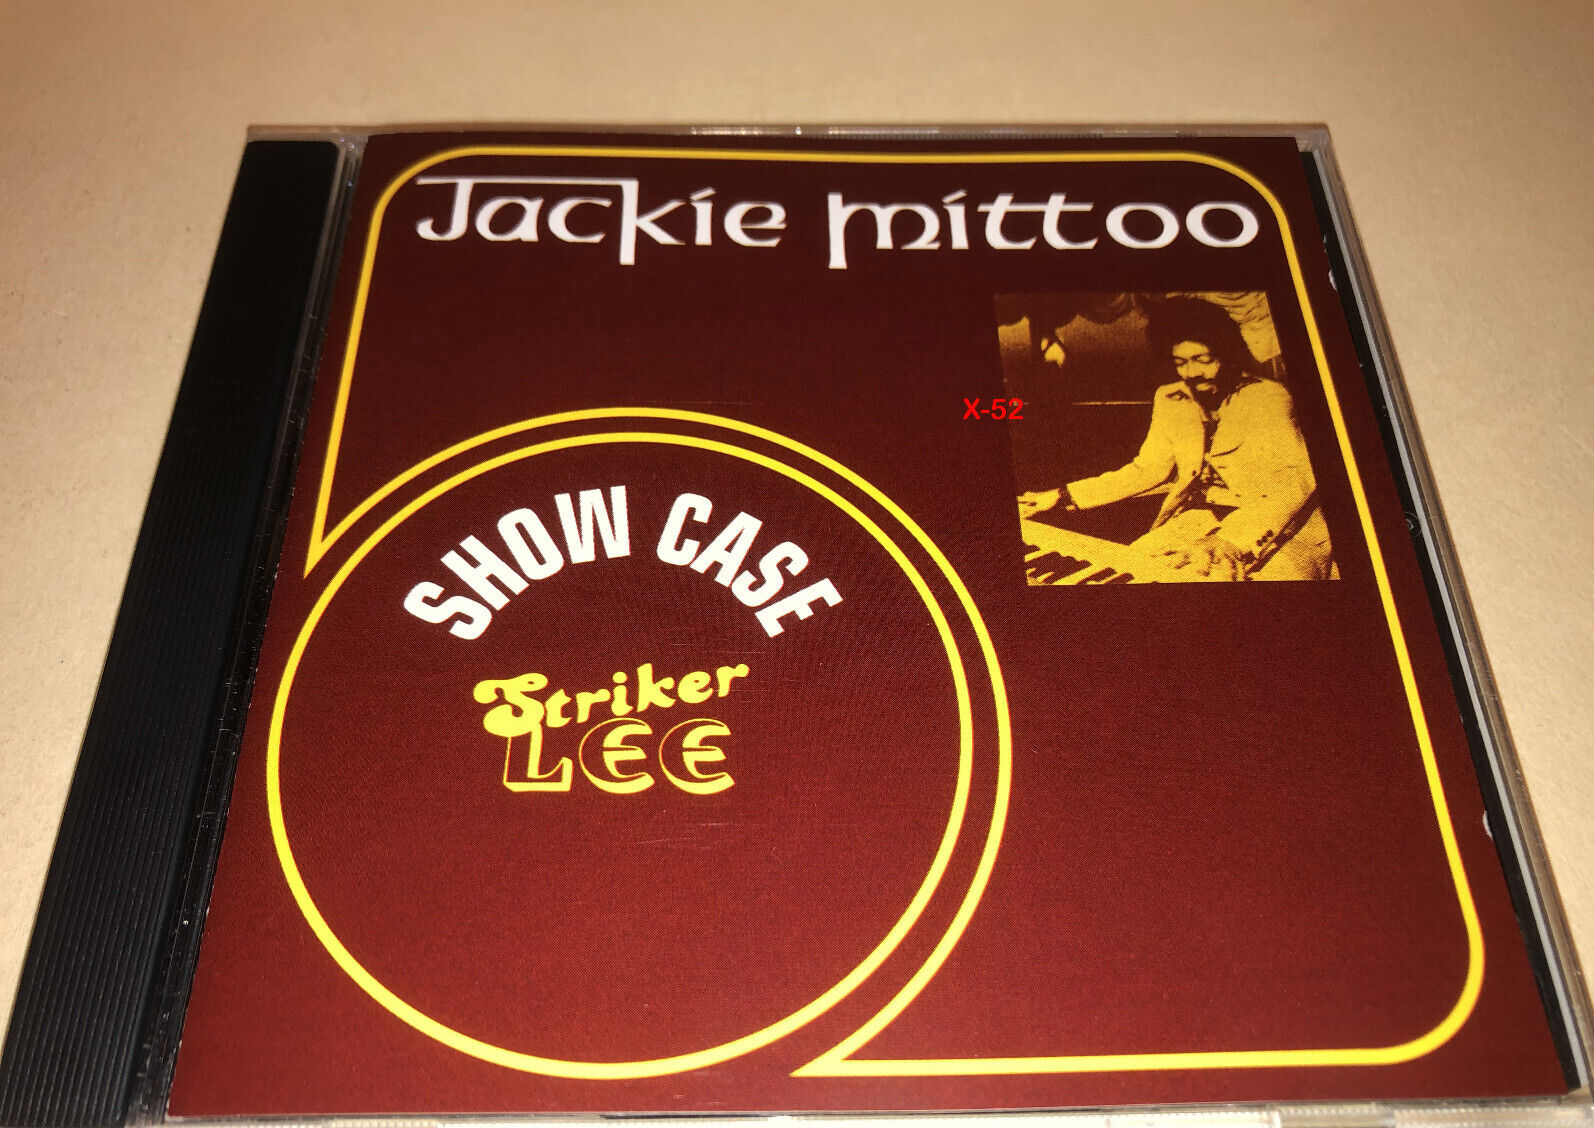 Jackie Mittoo
X-52
SHOW CASE
Striker
LEE